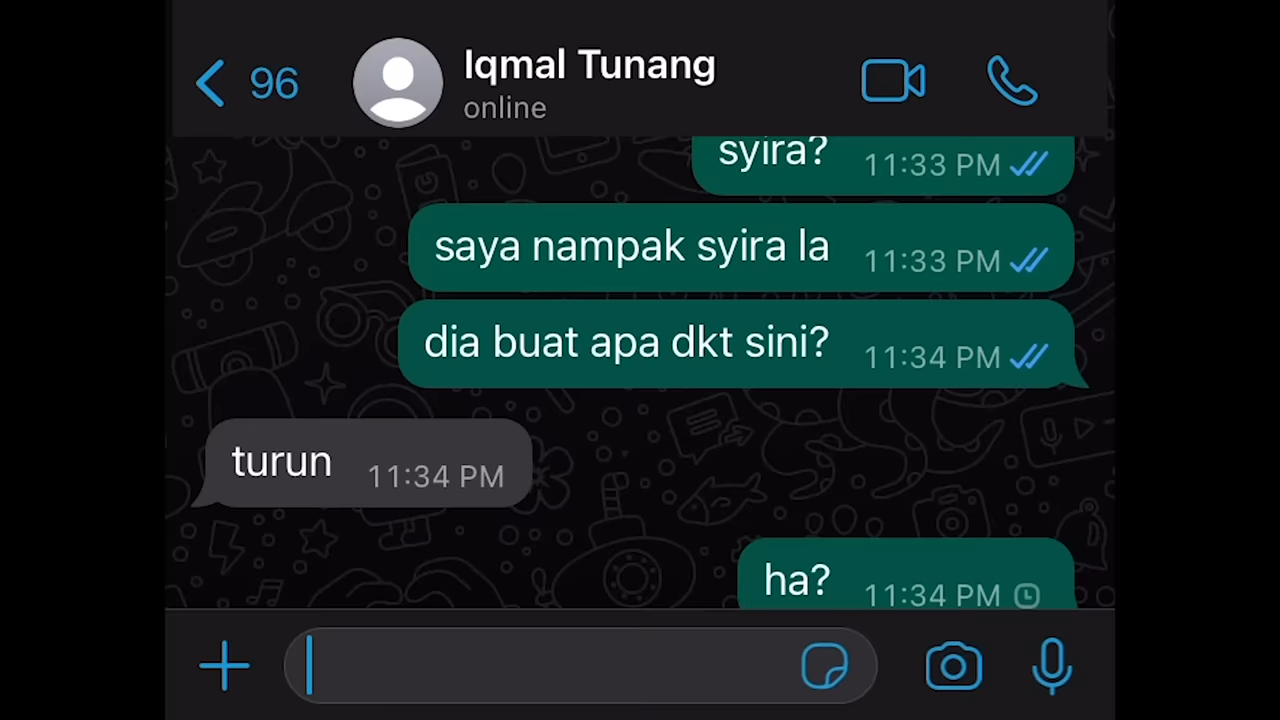 96
Iqmal Tunang
online
syira? 11:33 PM
saya nampak syira la 11:33 PM
dia buat apa dkt sini? 11:34 PM
turun 11:34 PM
ha? 11:34 PM